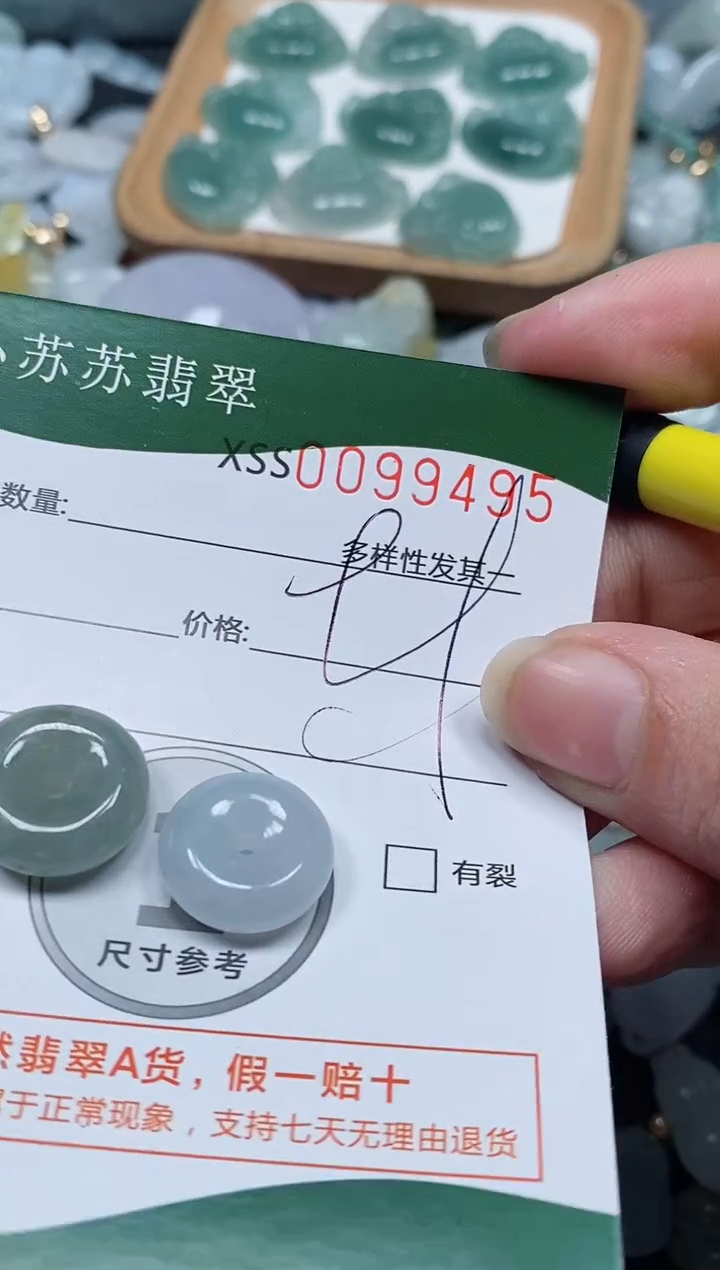 苏苏翡翠
XSS0099495
数量:
多样性发其一
价格:
有裂
尺寸参考
然翡翠A货，假一赔十
属于正常现象，支持七天无理由退货